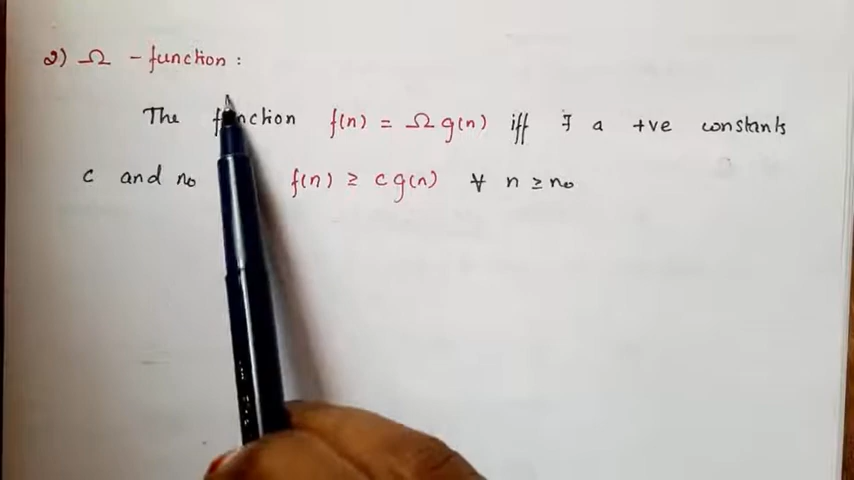 2) Ω - function :
The function f(n) = Ω g(n) iff ∃ a +ve constants
c and n₀ f(n) ≥ c g(n) ∀ n ≥ n₀